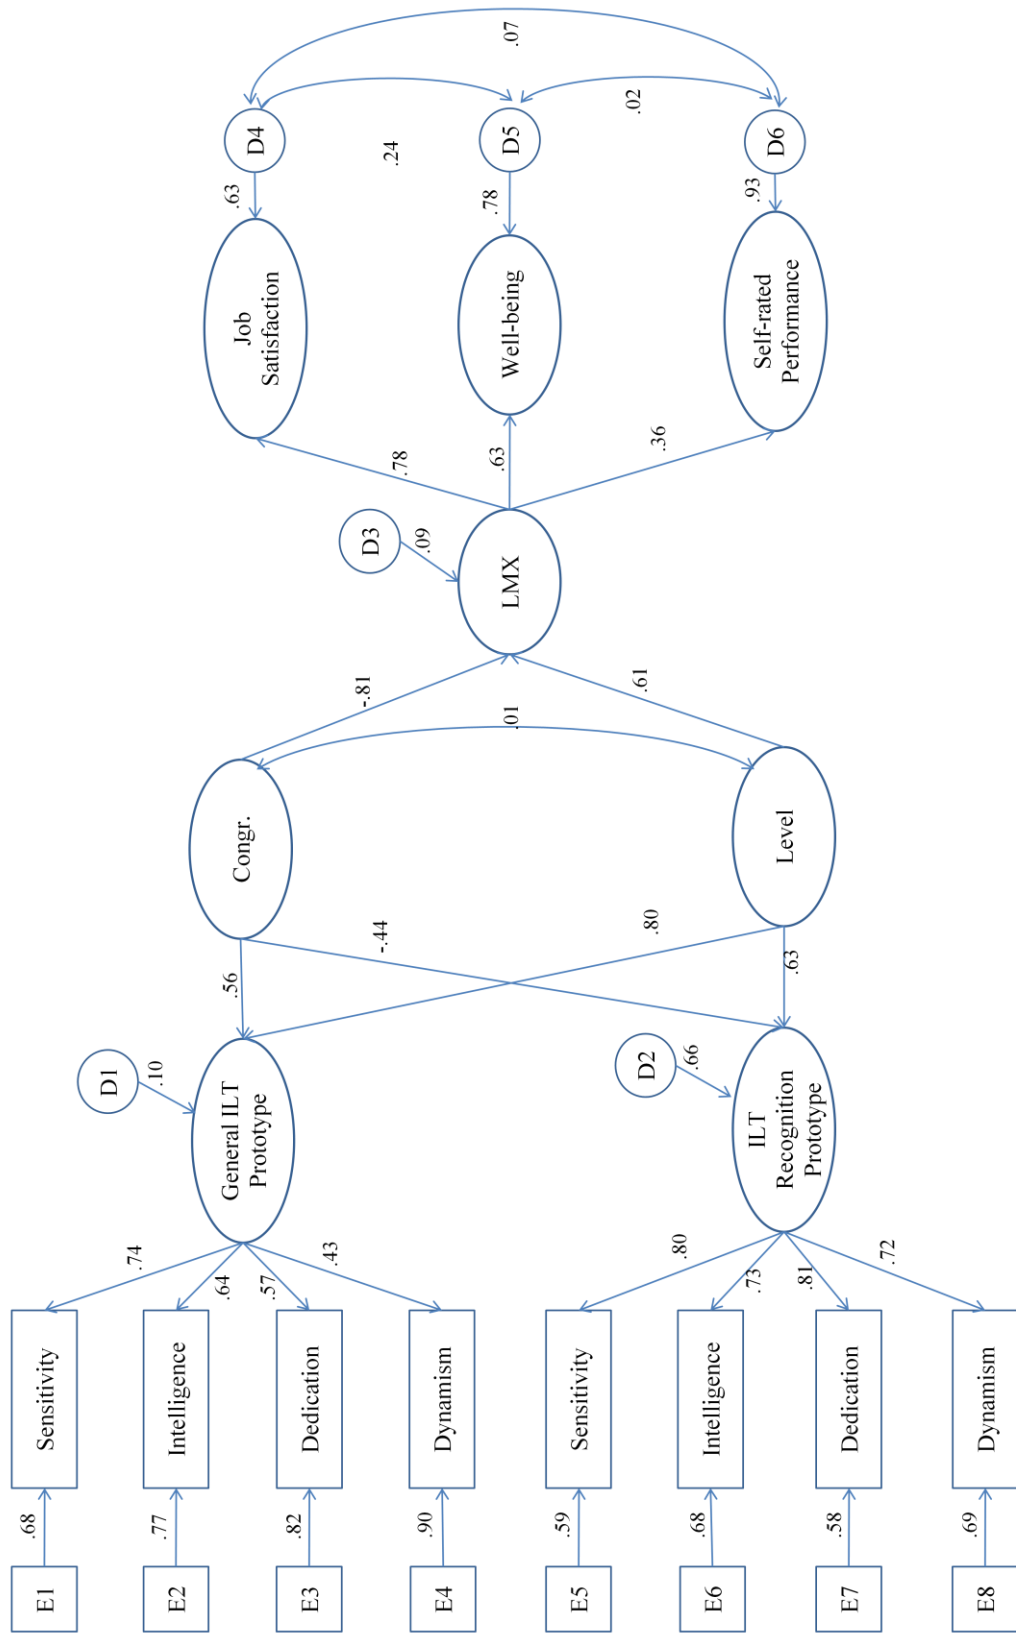 E1
.68
Sensitivity
.74
E2
.77
Intelligence
.64
E3
.82
Dedication
.57
E4
.90
Dynamism
.43
D1
.10
General ILT
Prototype
.56
Congr.
-.44
-.81
D3
.09
LMX
.01
.80
Level
.63
.61
E5
.59
Sensitivity
.80
E6
.68
Intelligence
.73
E7
.58
Dedication
.81
E8
.69
Dynamism
.72
D2
.66
ILT
Recognition
Prototype
.78
Job
Satisfaction
.63
D4
.07
.24
.63
Well-being
.78
D5
.02
.36
Self-rated
Performance
.93
D6